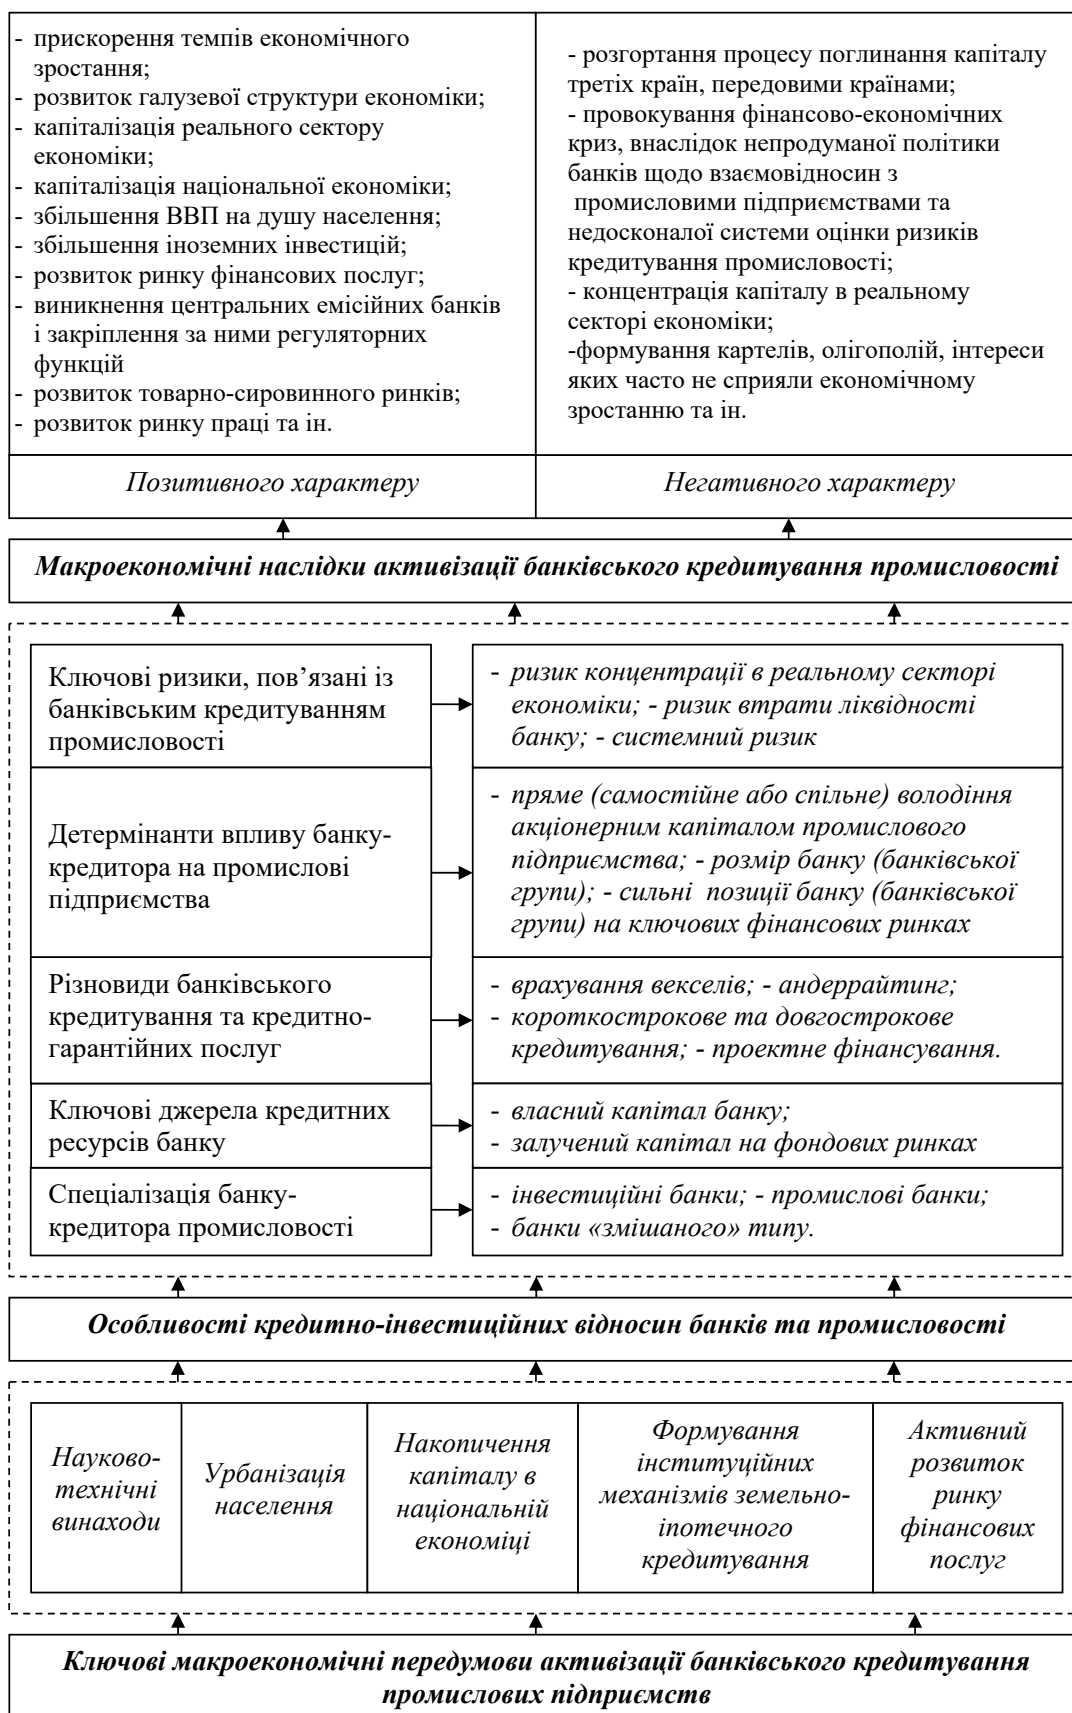 - прискорення темпів економічного
зростання;
- розвиток галузевої структури економіки;
- капіталізація реального сектору
економіки;
- капіталізація національної економіки;
- збільшення ВВП на душу населення;
- збільшення іноземних інвестицій;
- розвиток ринку фінансових послуг;
- виникнення центральних емісійних банків
і закріплення за ними регуляторних
функцій
- розвиток товарно-сировинного ринків;
- розвиток ринку праці та ін.
- розгортання процесу поглинання капіталу
третіх країн, передовими країнами;
- провокування фінансово-економічних
криз, внаслідок непродуманої політики
банків щодо взаємовідносин з
промисловими підприємствами та
недосконалої системи оцінки ризиків
кредитування промисловості;
- концентрація капіталу в реальному
секторі економіки;
-формування картелів, олігополій, інтереси
яких часто не сприяли економічному
зростанню та ін.
Позитивного характеру
Негативного характеру
Макроекономічні наслідки активізації банківського кредитування промисловості
Ключові ризики, пов’язані із
банківським кредитуванням
промисловості
- ризик концентрації в реальному секторі
економіки; - ризик втрати ліквідності
банку; - системний ризик
Детермінанти впливу банку-
кредитора на промислові
підприємства
- пряме (самостійне або спільне) володіння
акціонерним капіталом промислового
підприємства; - розмір банку (банківської
групи); - сильні позиції банку (банківської
групи) на ключових фінансових ринках
Різновиди банківського
кредитування та кредитно-
гарантійних послуг
- врахування векселів; - андеррайтинг;
- короткострокове та довгострокове
кредитування; - проектне фінансування.
Ключові джерела кредитних
ресурсів банку
- власний капітал банку;
- залучений капітал на фондових ринках
Спеціалізація банку-
кредитора промисловості
- інвестиційні банки; - промислові банки;
- банки «змішаного» типу.
Особливості кредитно-інвестиційних відносин банків та промисловості
Науково-
технічні
винаходи
Урбанізація
населення
Накопичення
капіталу в
національній
економіці
Формування
інституційних
механізмів земельно-
іпотечного
кредитування
Активний
розвиток
ринку
фінансових
послуг
Ключові макроекономічні передумови активізації банківського кредитування
промислових підприємств